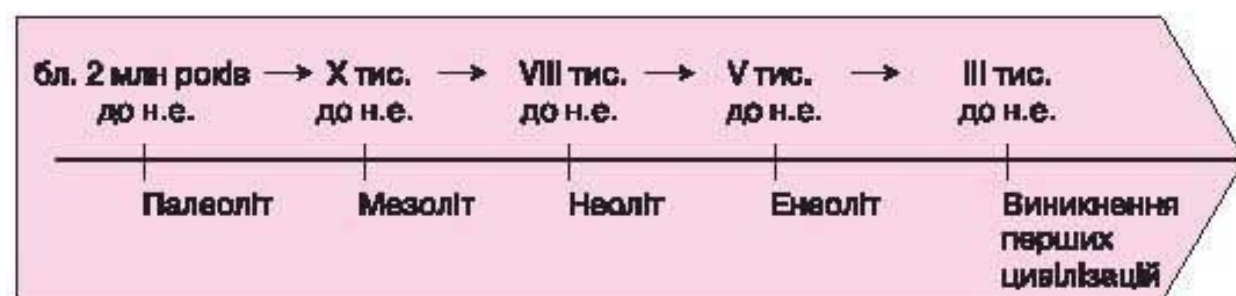 бл. 2 млн років → X тис. → VIII тис. → V тис. → III тис.
до н.е. до н.е. до н.е. до н.е. до н.е.
Палеоліт Мезоліт Неоліт Енеоліт Виникнення
перших
цивілізацій